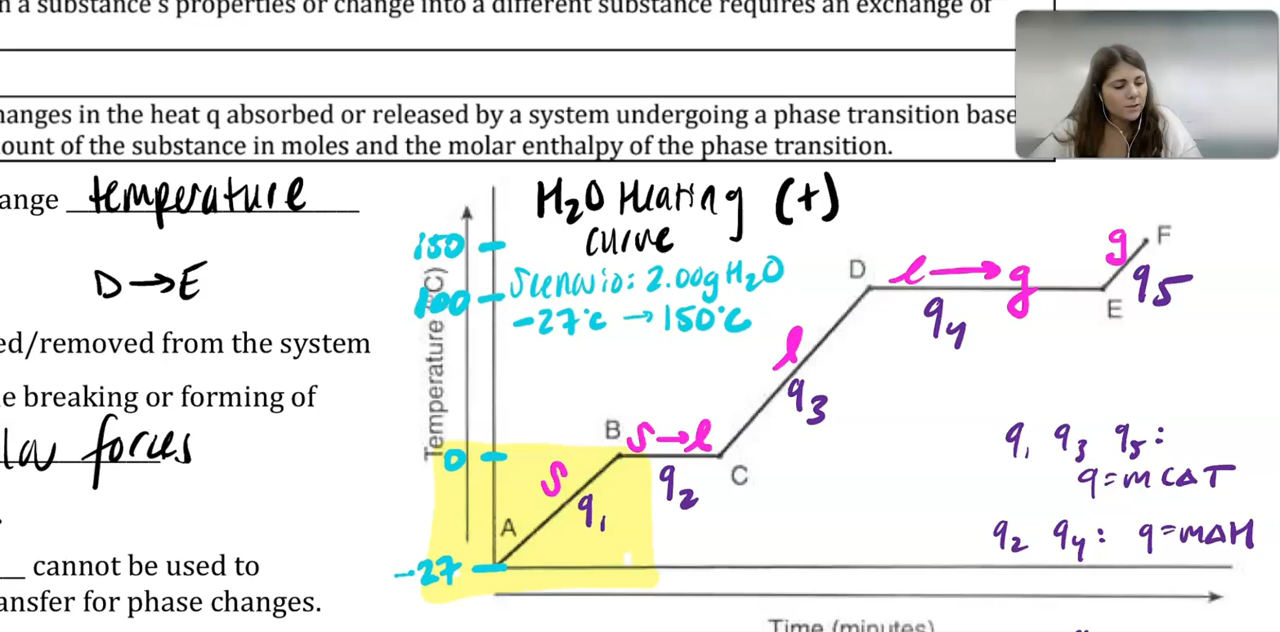 n a substance's properties or change into a different substance requires an exchange of
hanges in the heat q absorbed or released by a system undergoing a phase transition base
ount of the substance in moles and the molar enthalpy of the phase transition.
ange temperature
D→E
ed/removed from the system
e breaking or forming of
lar forces
cannot be used to
ansfer for phase changes.
H₂O Heating (+)
curve
Scenario: 2.00g H₂O
-27°C → 150°C
150
100
0
-27
Temperature (°C)
A
s
q₁
B
s→l
q₂
C
l
q₃
D
l→g
q₄
E
g
q₅
F
q₁ q₃ q₅:
q=mCΔT
q₂ q₄: q=mΔH
Time (minutes)